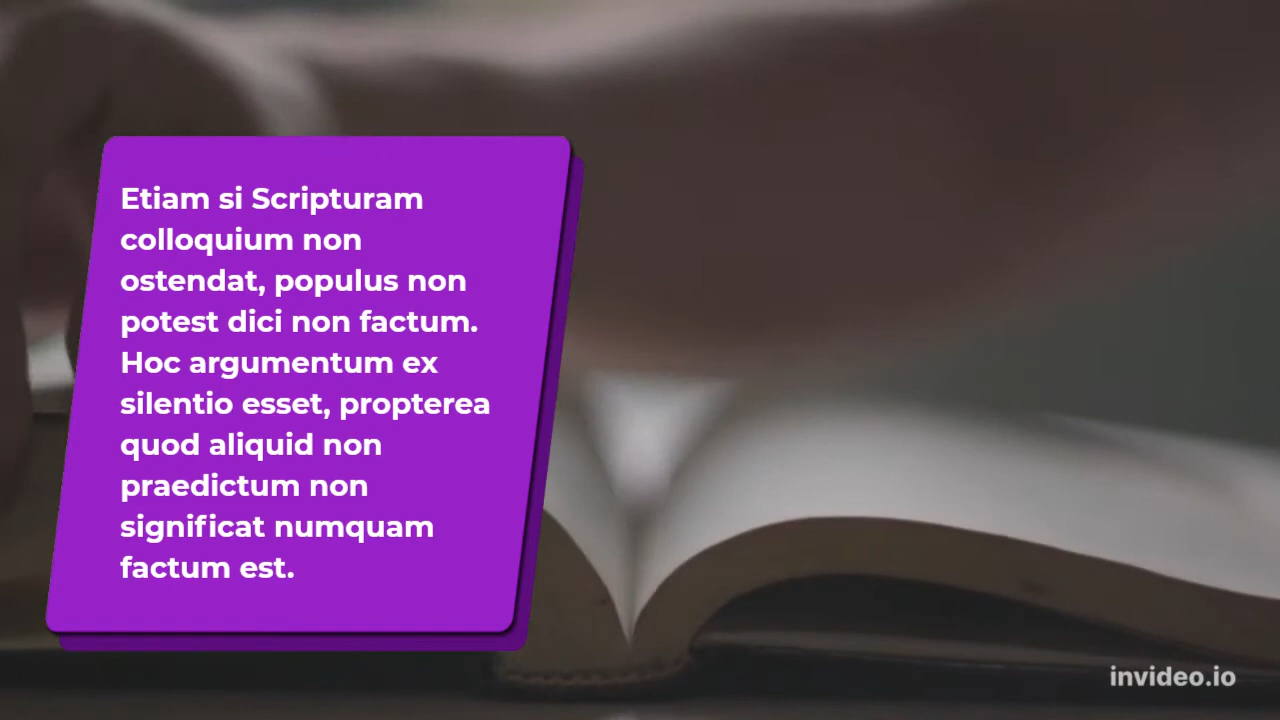 Etiam si Scripturam
colloquium non
ostendat, populus non
potest dici non factum.
Hoc argumentum ex
silentio esset, propterea
quod aliquid non
praedictum non
significat numquam
factum est.
invideo.io